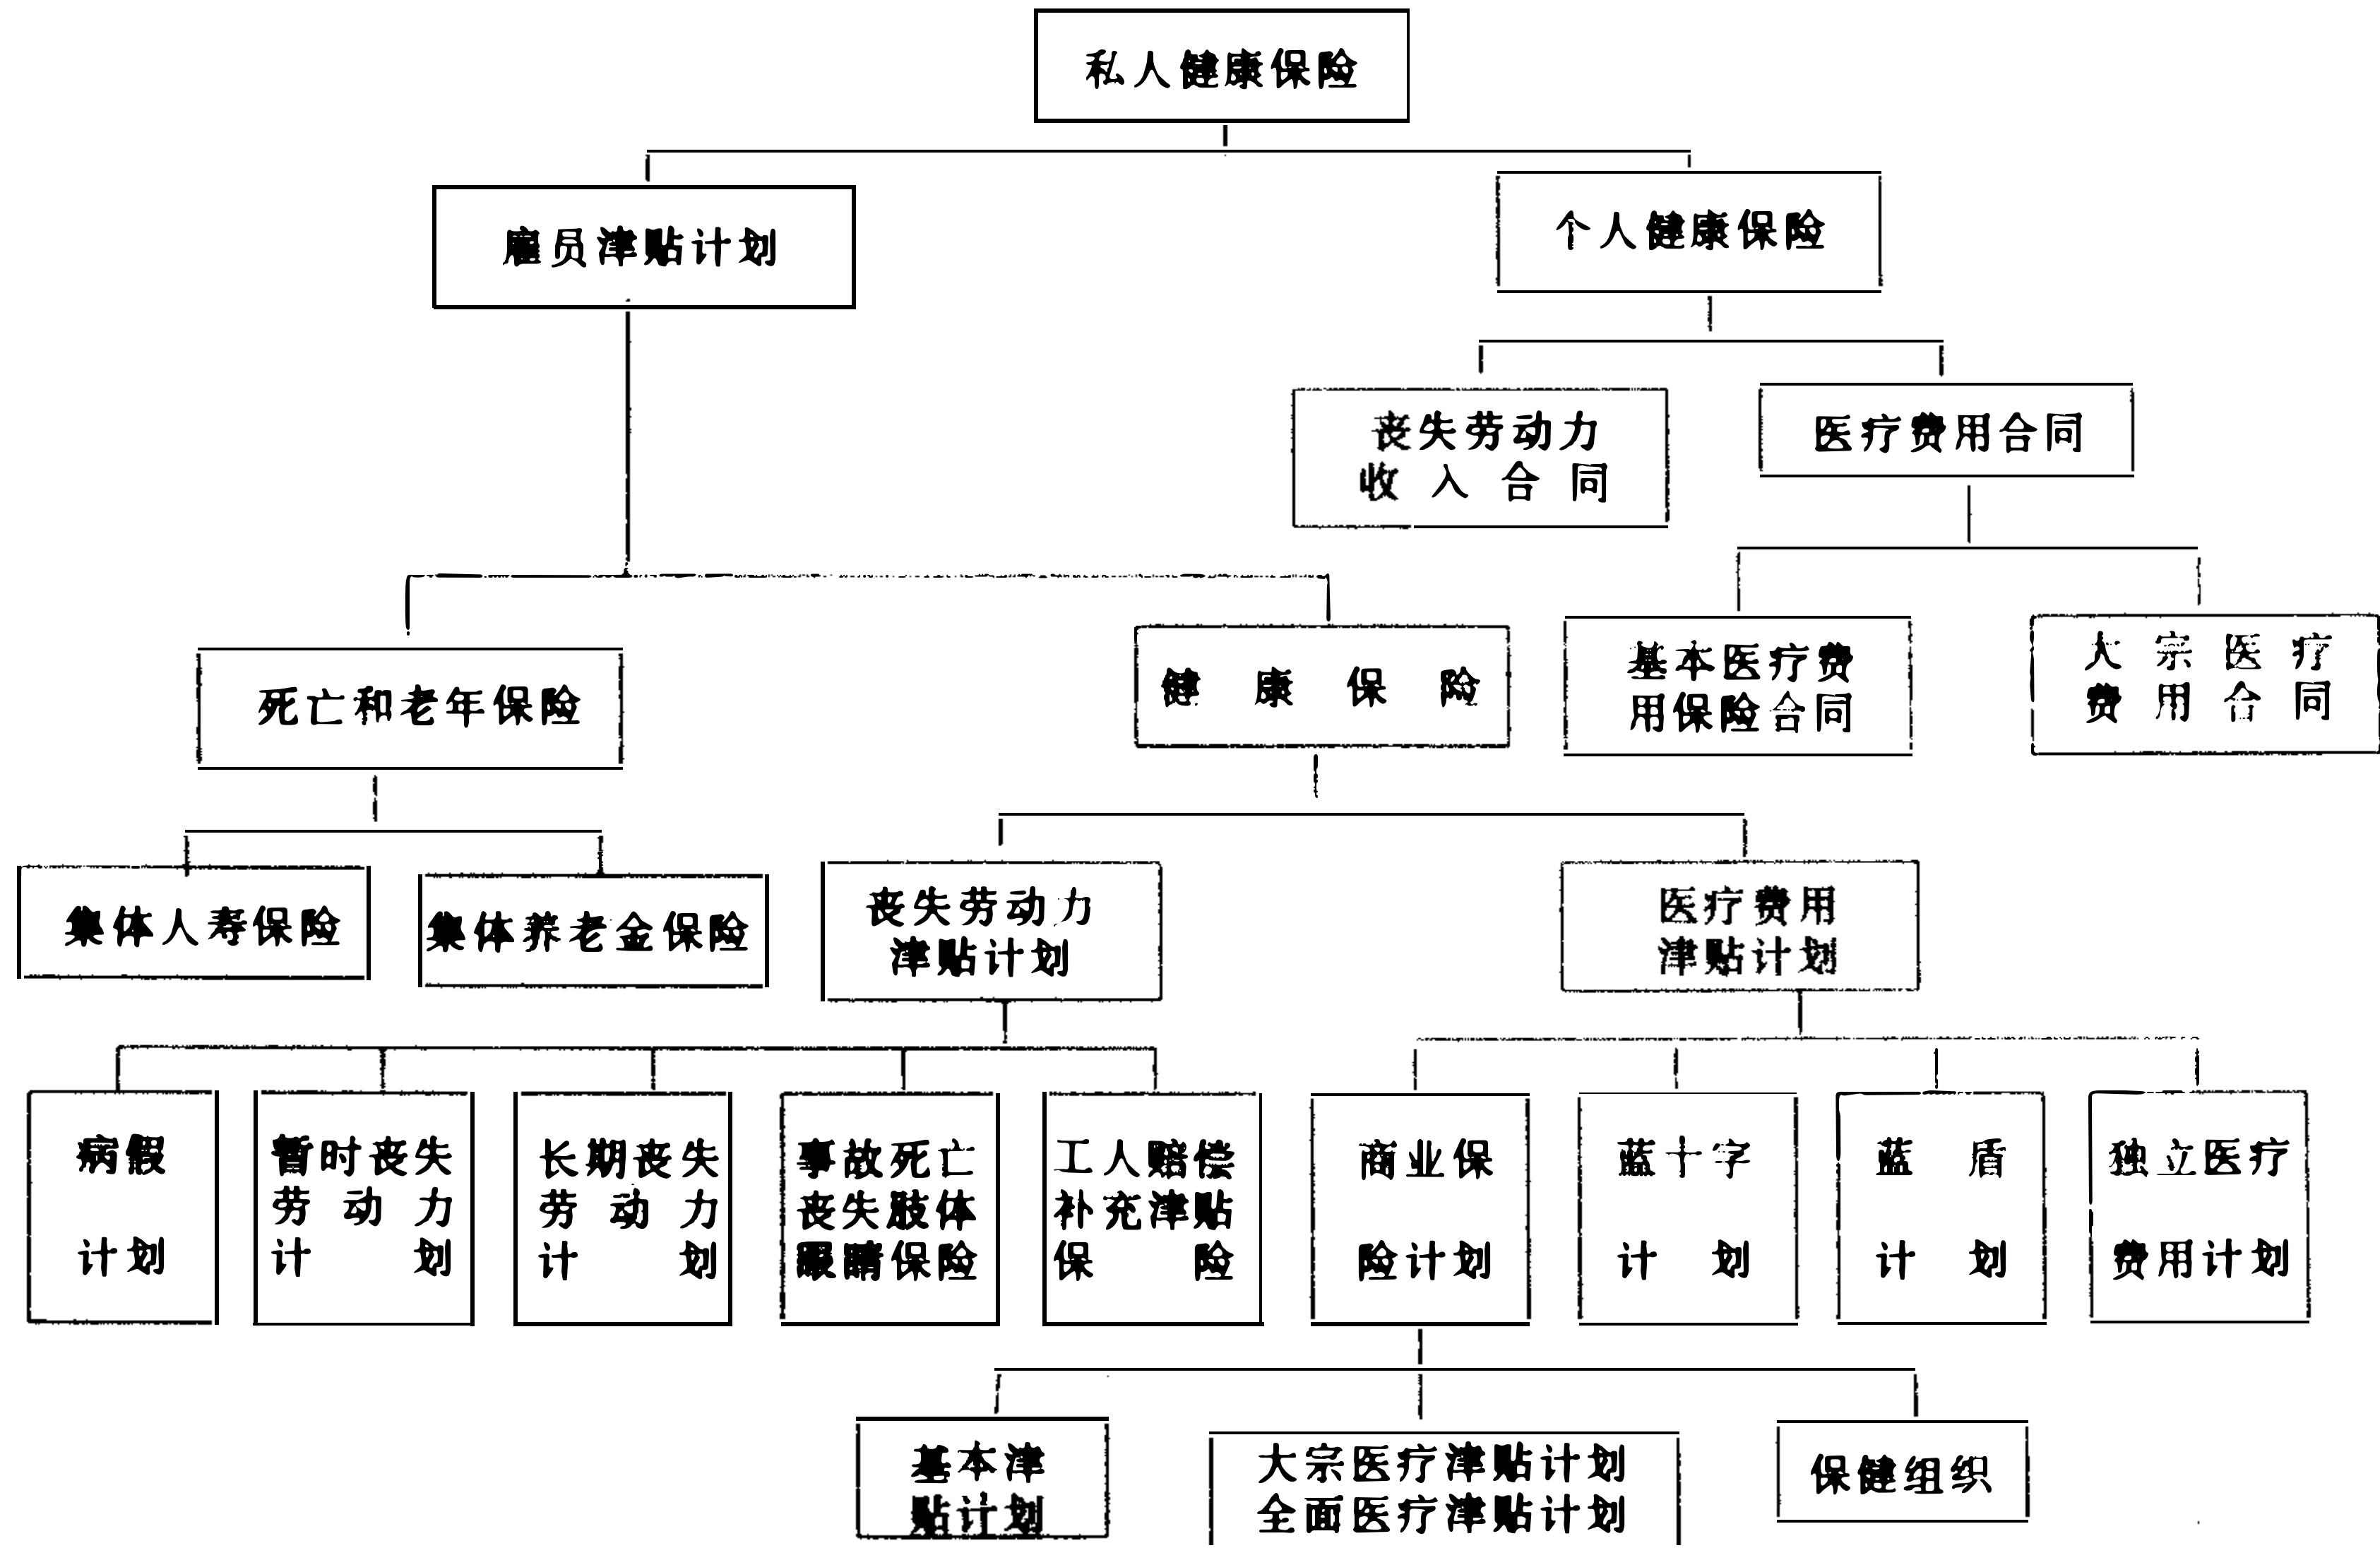 私人健康保险
雇员津贴计划
个人健康保险
丧失劳动力
收入合同
医疗费用合同
死亡和老年保险
健康保险
基本医疗费
用保险合同
大宗医疗
费用合同
集体人寿保险
集体养老金保险
丧失劳动力
津贴计划
医疗费用
津贴计划
病假
计划
暂时丧失
劳动力
计划
长期丧失
劳动力
计划
事故死亡
丧失肢体
眼睛保险
工人赔偿
补充津贴
保险
商业保
险计划
蓝十字
计划
蓝盾
计划
独立医疗
费用计划
基本津
贴计划
大宗医疗津贴计划
全面医疗津贴计划
保健组织